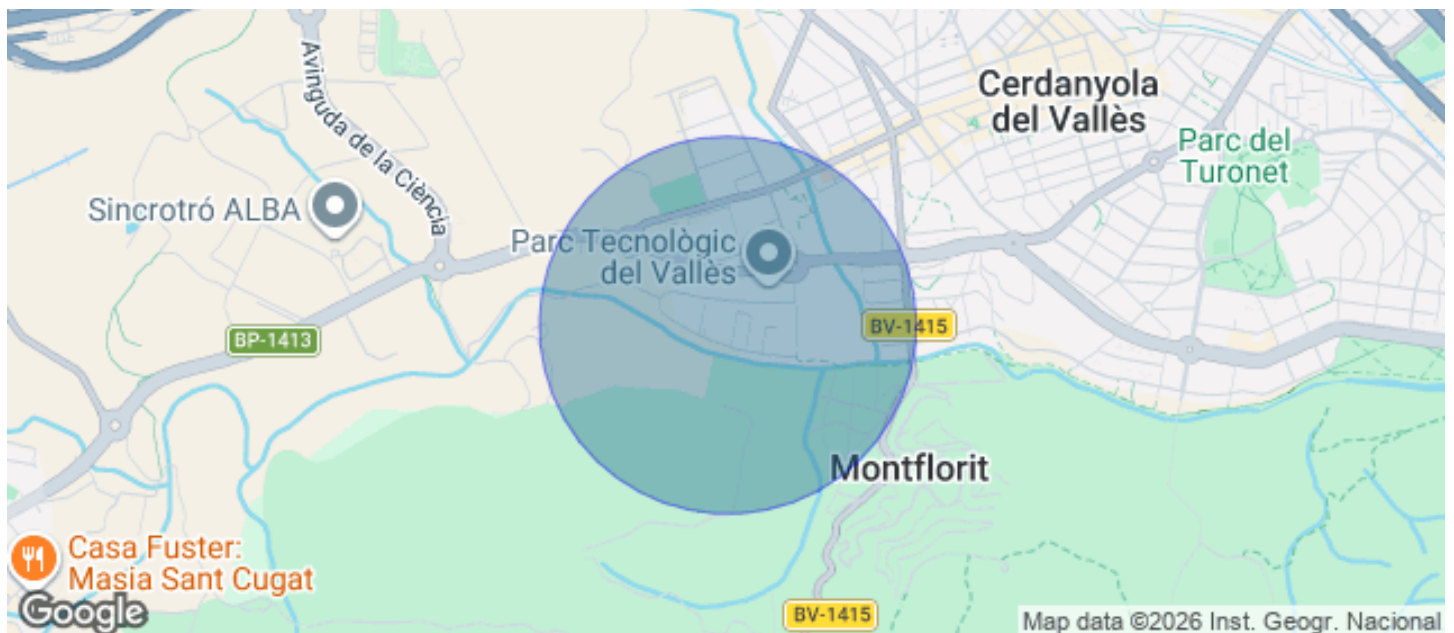 Avinguda de la Ciència
Cerdanyola
del Vallès
Parc del
Turonet
Sincrotró ALBA
Parc Tecnològic
del Vallès
BP-1413
BV-1415
Montflorit
Casa Fuster:
Masia Sant Cugat
Google
BV-1415
Map data ©2026 Inst. Geogr. Nacional